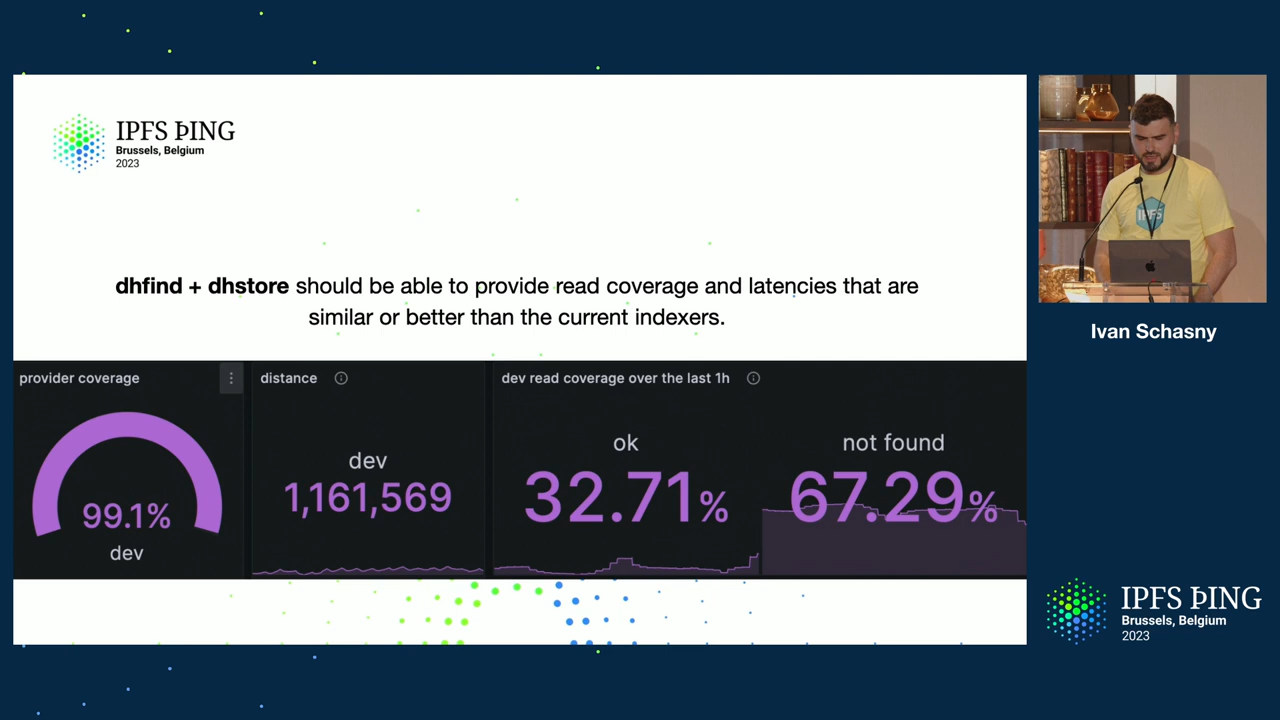 IPFS ÞING
Brussels, Belgium
2023
dhfind + dhstore should be able to provide read coverage and latencies that are
similar or better than the current indexers.
provider coverage
99.1%
dev
distance
dev
1,161,569
dev read coverage over the last 1h
ok
32.71%
not found
67.29%
IPFS
Ivan Schasny
IPFS ÞING
Brussels, Belgium
2023